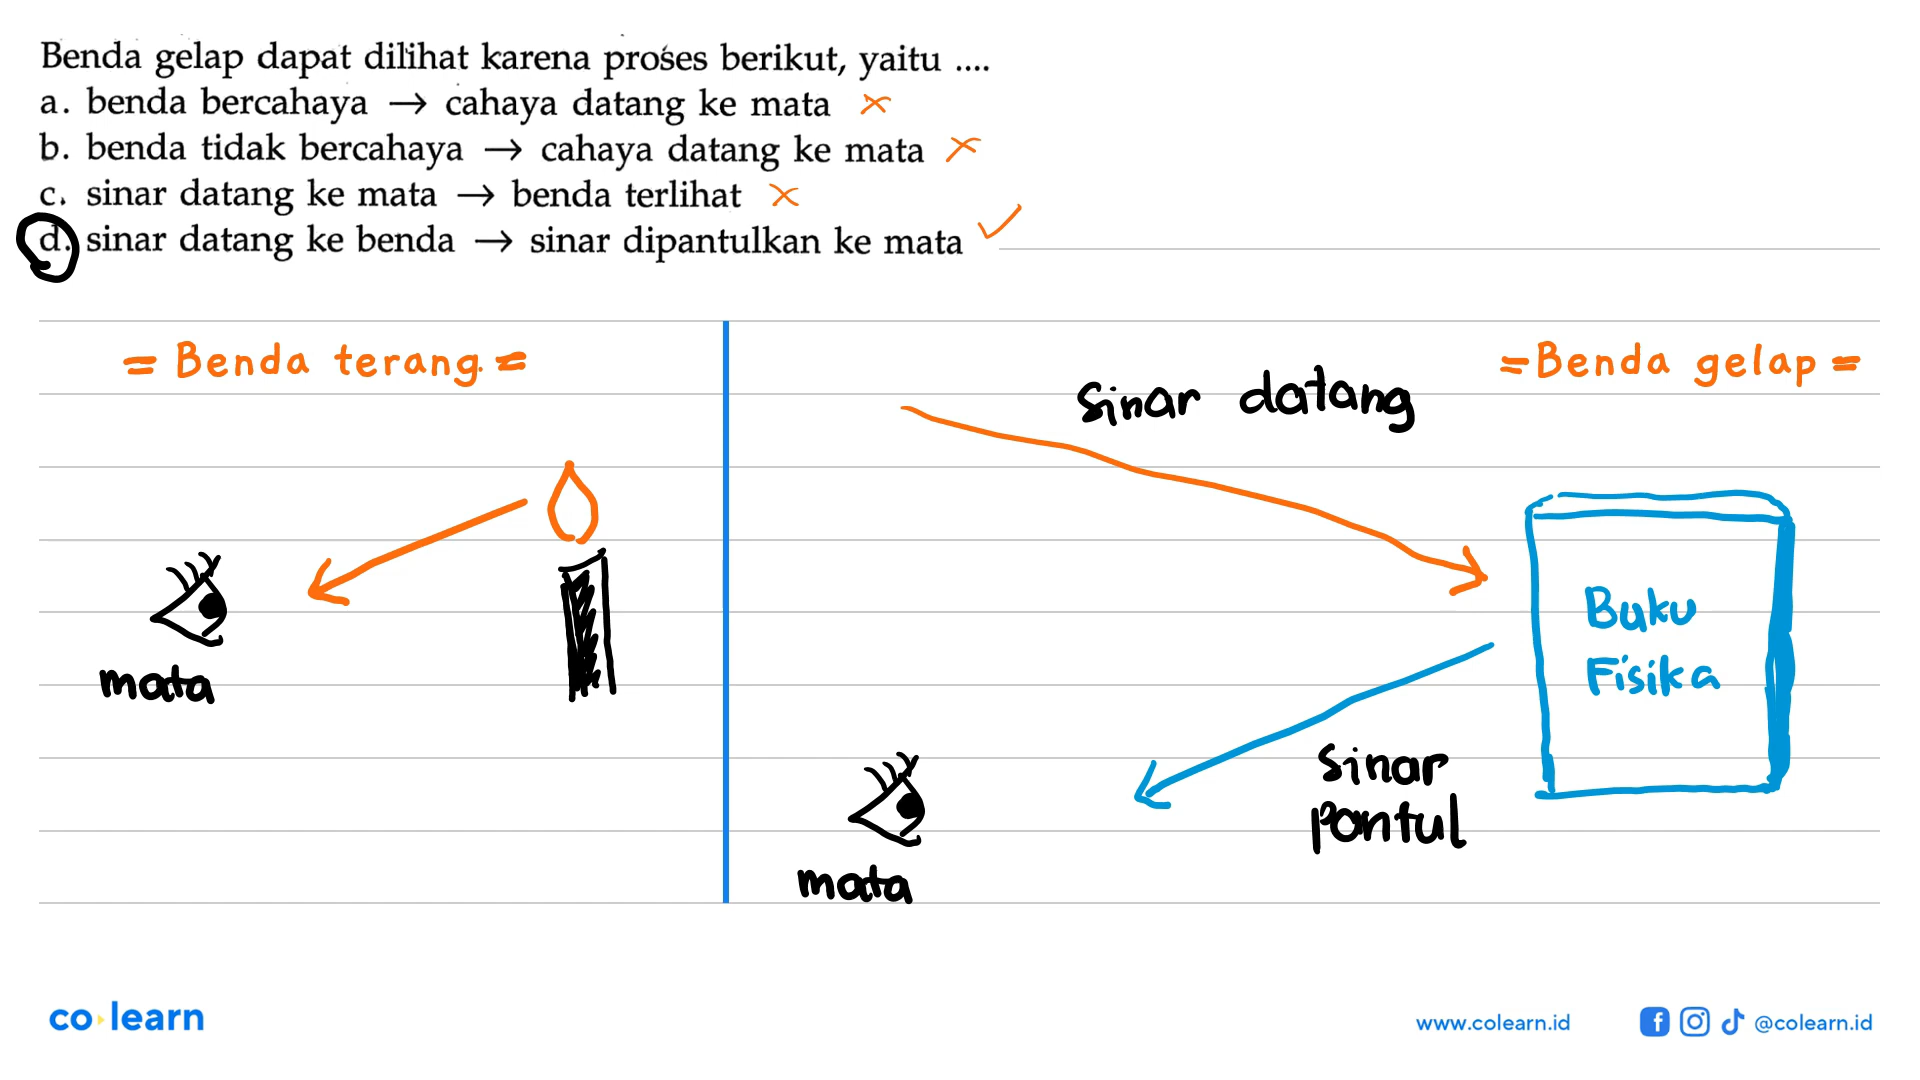 Benda gelap dapat dilihat karena proses berikut, yaitu ....
a. benda bercahaya → cahaya datang ke mata ×
b. benda tidak bercahaya → cahaya datang ke mata ×
c. sinar datang ke mata → benda terlihat ×
d. sinar datang ke benda → sinar dipantulkan ke mata ✓
= Benda terang =
mata
= Benda gelap =
Sinar datang
Buku
Fisika
Sinar
pantul
mata
co learn
www.colearn.id
@colearn.id